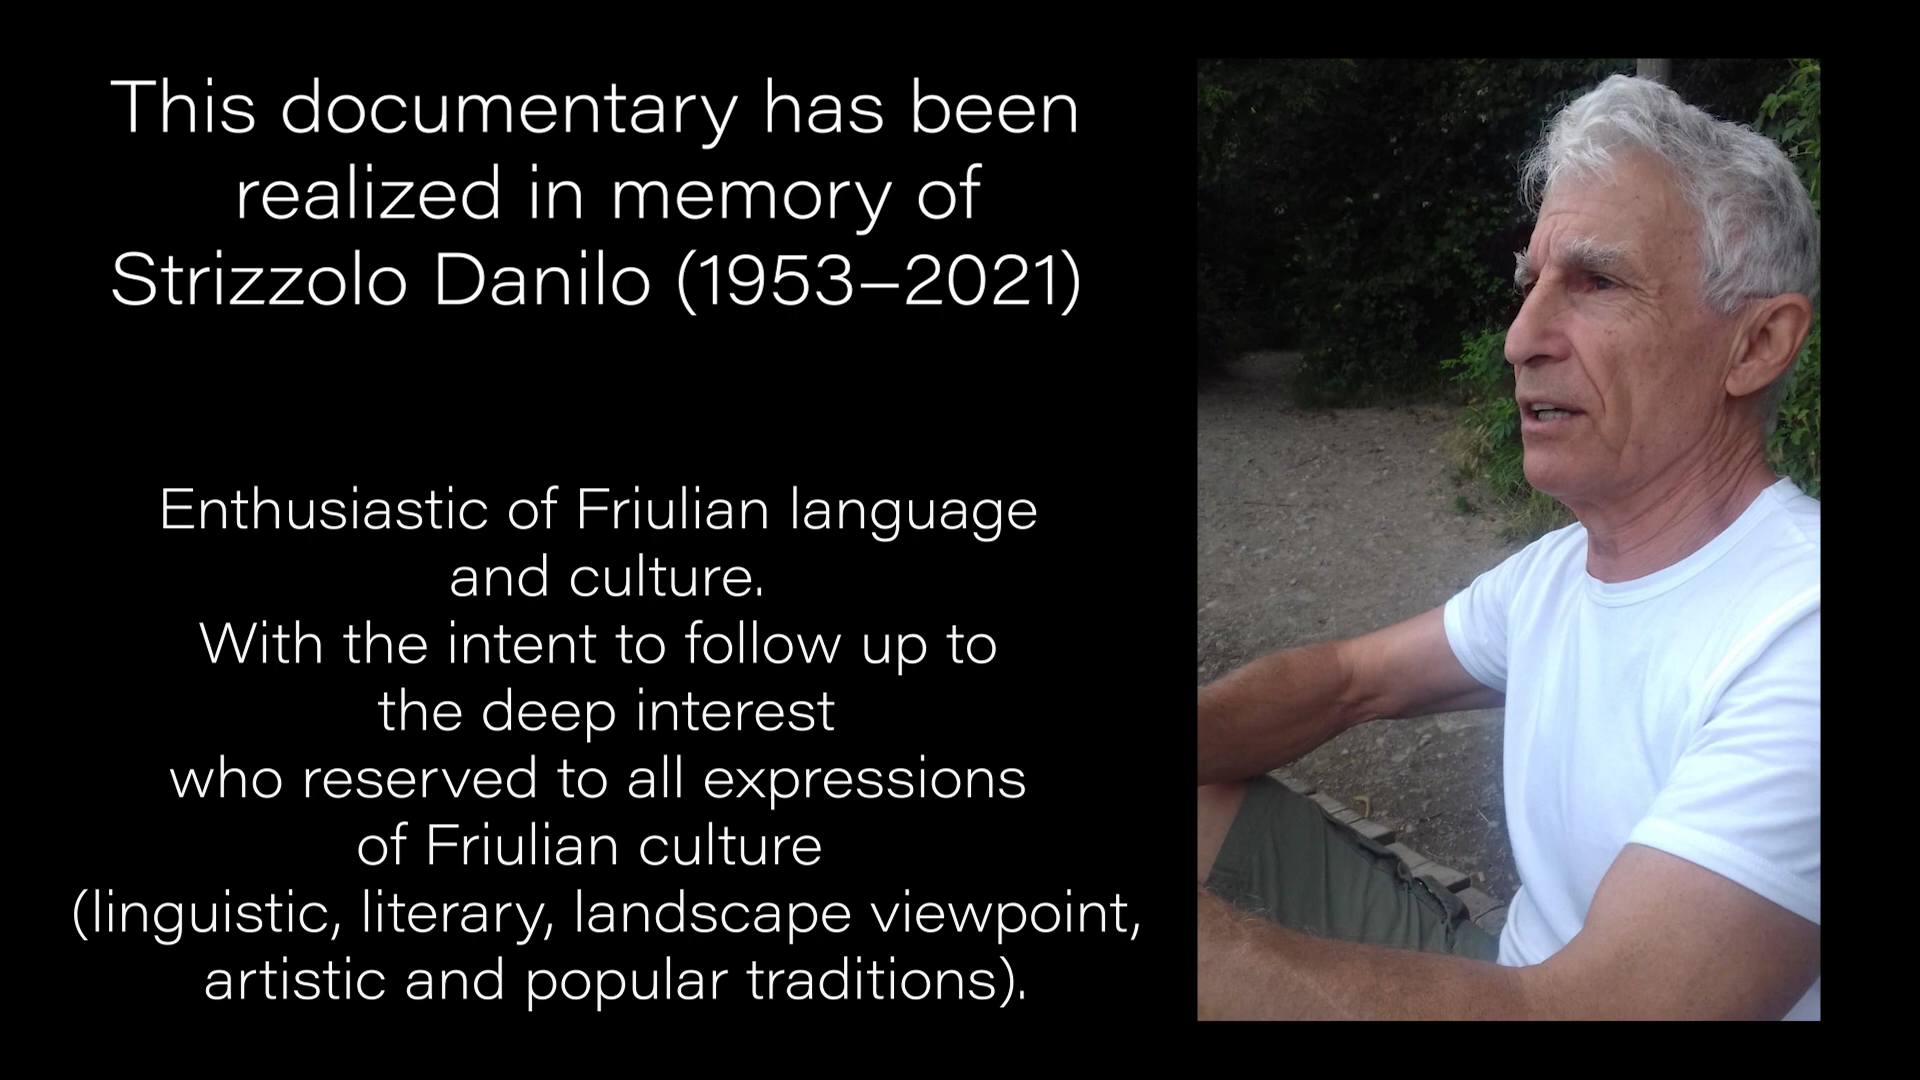 This documentary has been
realized in memory of
Strizzolo Danilo (1953–2021)
Enthusiastic of Friulian language
and culture.
With the intent to follow up to
the deep interest
who reserved to all expressions
of Friulian culture
(linguistic, literary, landscape viewpoint,
artistic and popular traditions).